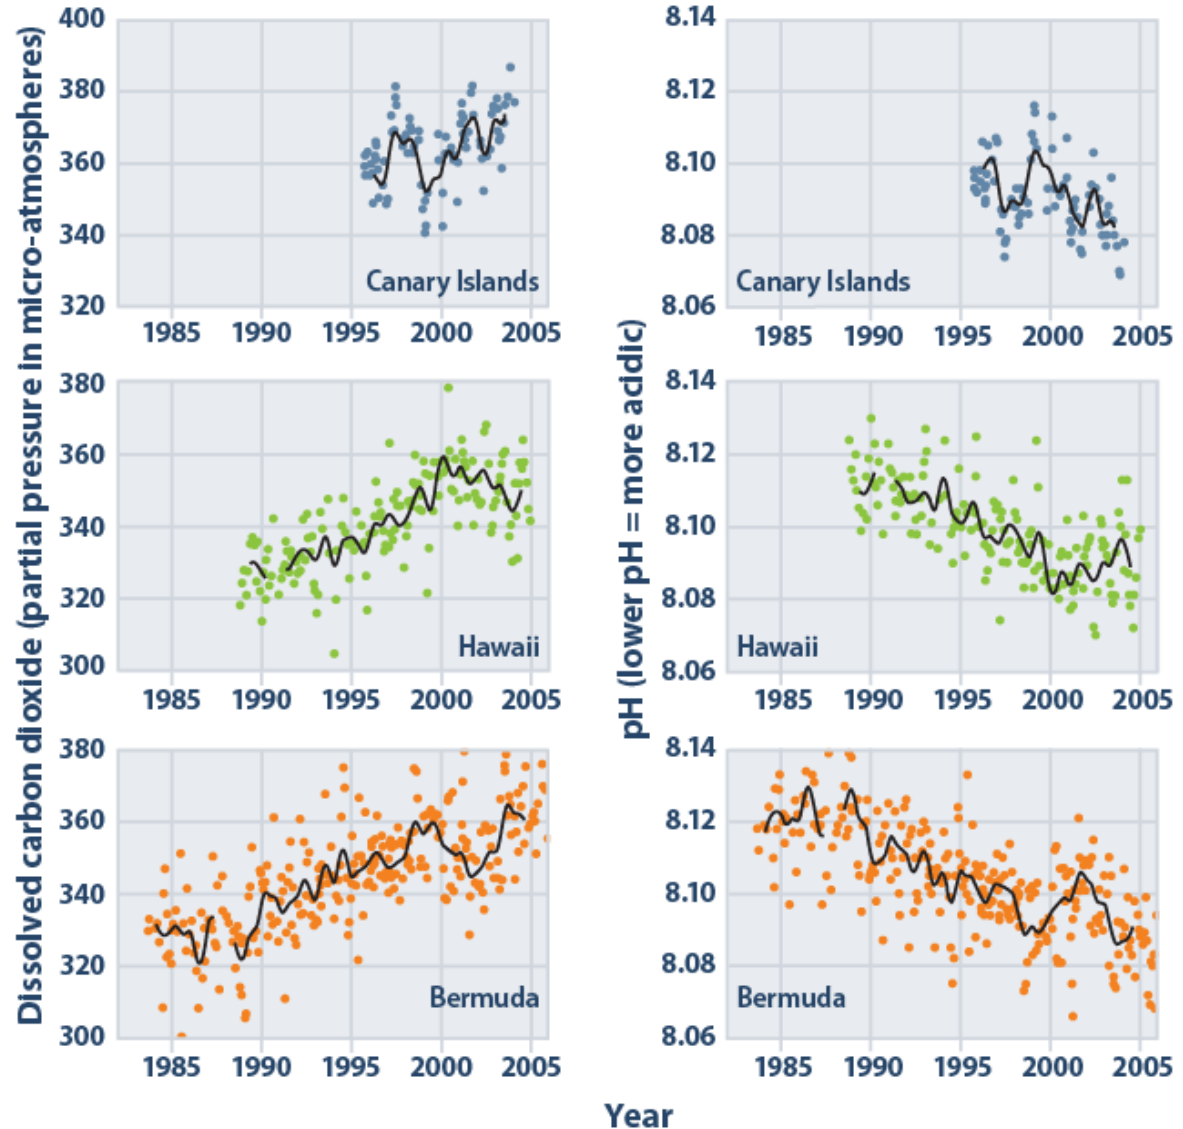 Dissolved carbon dioxide (partial pressure in micro-atmospheres)
400
380
360
340
320
Canary Islands
1985 1990 1995 2000 2005
380
360
340
320
300
Hawaii
1985 1990 1995 2000 2005
380
360
340
320
300
Bermuda
1985 1990 1995 2000 2005
pH (lower pH = more acidic)
8.14
8.12
8.10
8.08
8.06
Canary Islands
1985 1990 1995 2000 2005
8.14
8.12
8.10
8.08
8.06
Hawaii
1985 1990 1995 2000 2005
8.14
8.12
8.10
8.08
8.06
Bermuda
1985 1990 1995 2000 2005
Year